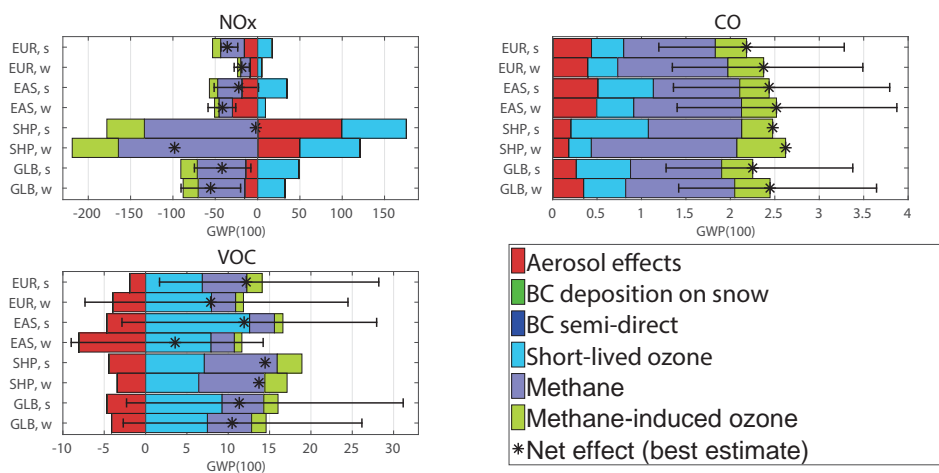 NOx
EUR, s
EUR, w
EAS, s
EAS, w
SHP, s
SHP, w
GLB, s
GLB, w
-200 -150 -100 -50 0 50 100 150
GWP(100)
CO
EUR, s
EUR, w
EAS, s
EAS, w
SHP, s
SHP, w
GLB, s
GLB, w
0 0.5 1 1.5 2 2.5 3 3.5 4
GWP(100)
VOC
EUR, s
EUR, w
EAS, s
EAS, w
SHP, s
SHP, w
GLB, s
GLB, w
-10 -5 0 5 10 15 20 25 30
GWP(100)
Aerosol effects
BC deposition on snow
BC semi-direct
Short-lived ozone
Methane
Methane-induced ozone
Net effect (best estimate)